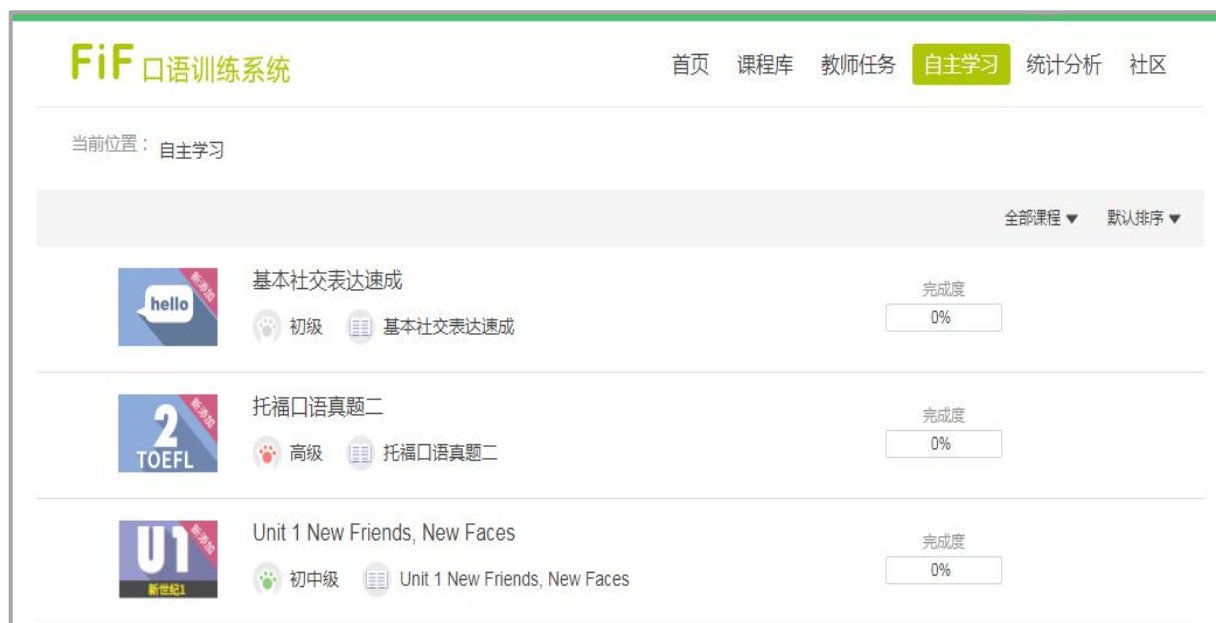 FiF 口语训练系统 首页 课程库 教师任务 自主学习 统计分析 社区
当前位置： 自主学习
全部课程▼ 默认排序▼
新添加
hello
基本社交表达速成
初级 基本社交表达速成
完成度
0%
新添加
2
TOEFL
托福口语真题二
高级 托福口语真题二
完成度
0%
新添加
U1
新世纪1
Unit 1 New Friends, New Faces
初中级 Unit 1 New Friends, New Faces
完成度
0%